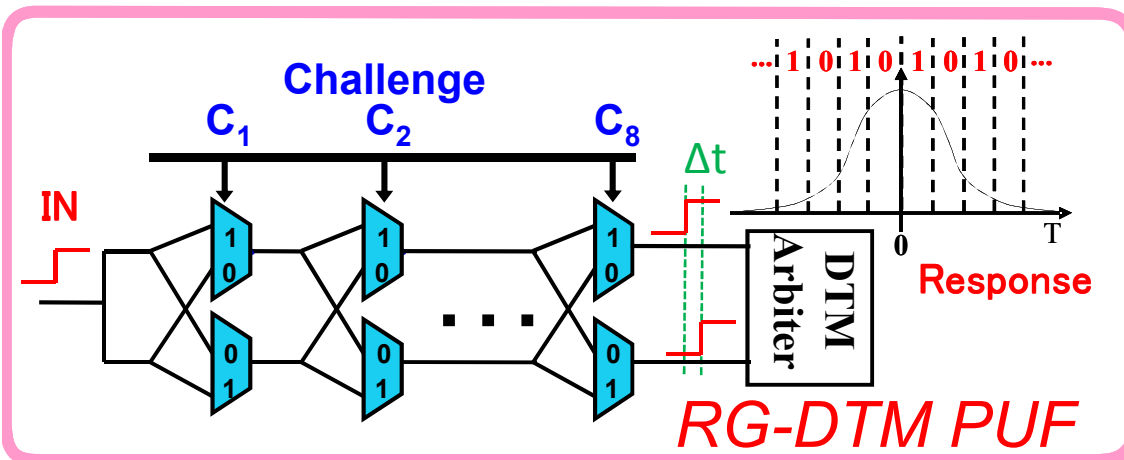 ... 1 0 1 0 1 0 1 0 ...
Challenge
C1 C2 C8
Δt
IN
1 1 1
0 0 0
0 T
0 0 0
1 1 1
...
DTM
Arbiter
Response
RG-DTM PUF